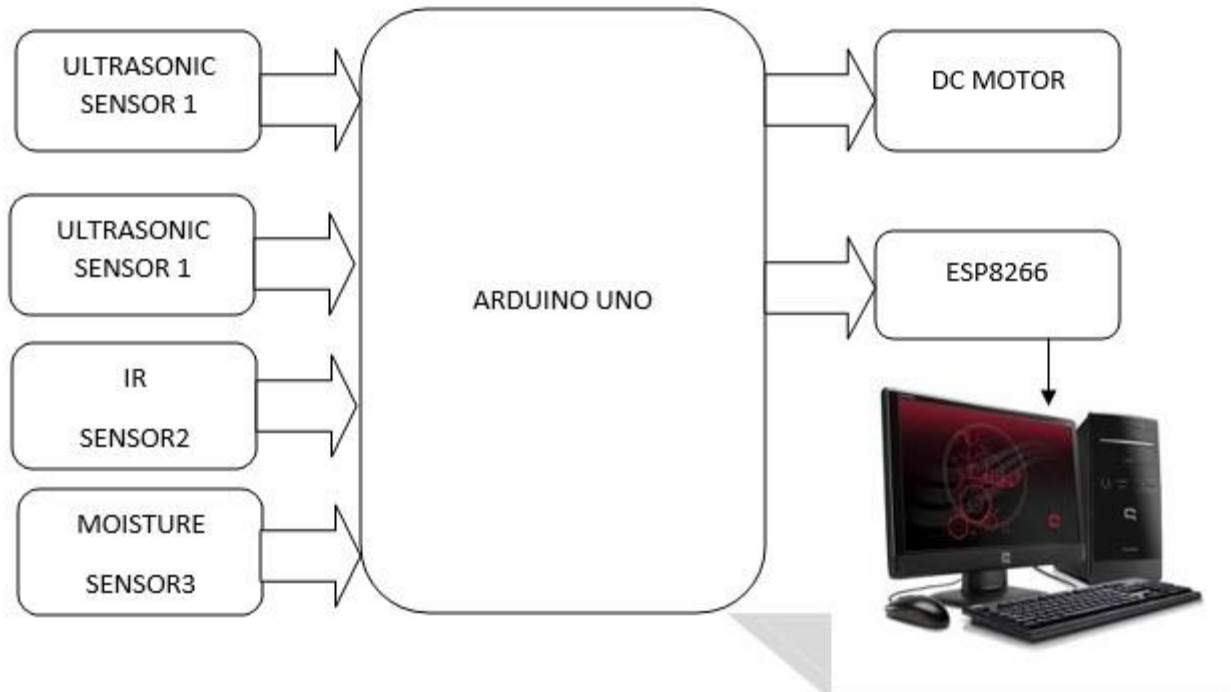 ULTRASONIC
SENSOR 1
ULTRASONIC
SENSOR 1
IR
SENSOR2
MOISTURE
SENSOR3
ARDUINO UNO
DC MOTOR
ESP8266